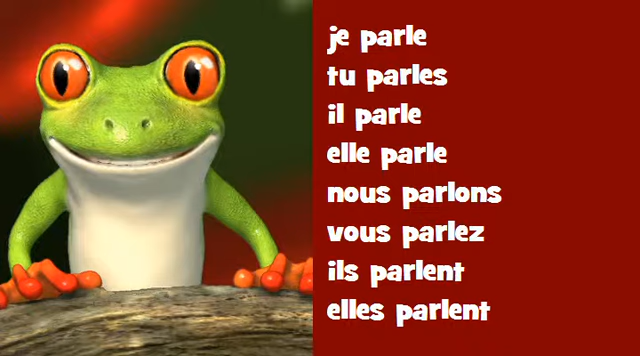 je parle
tu parles
il parle
elle parle
nous parlons
vous parlez
ils parlent
elles parlent